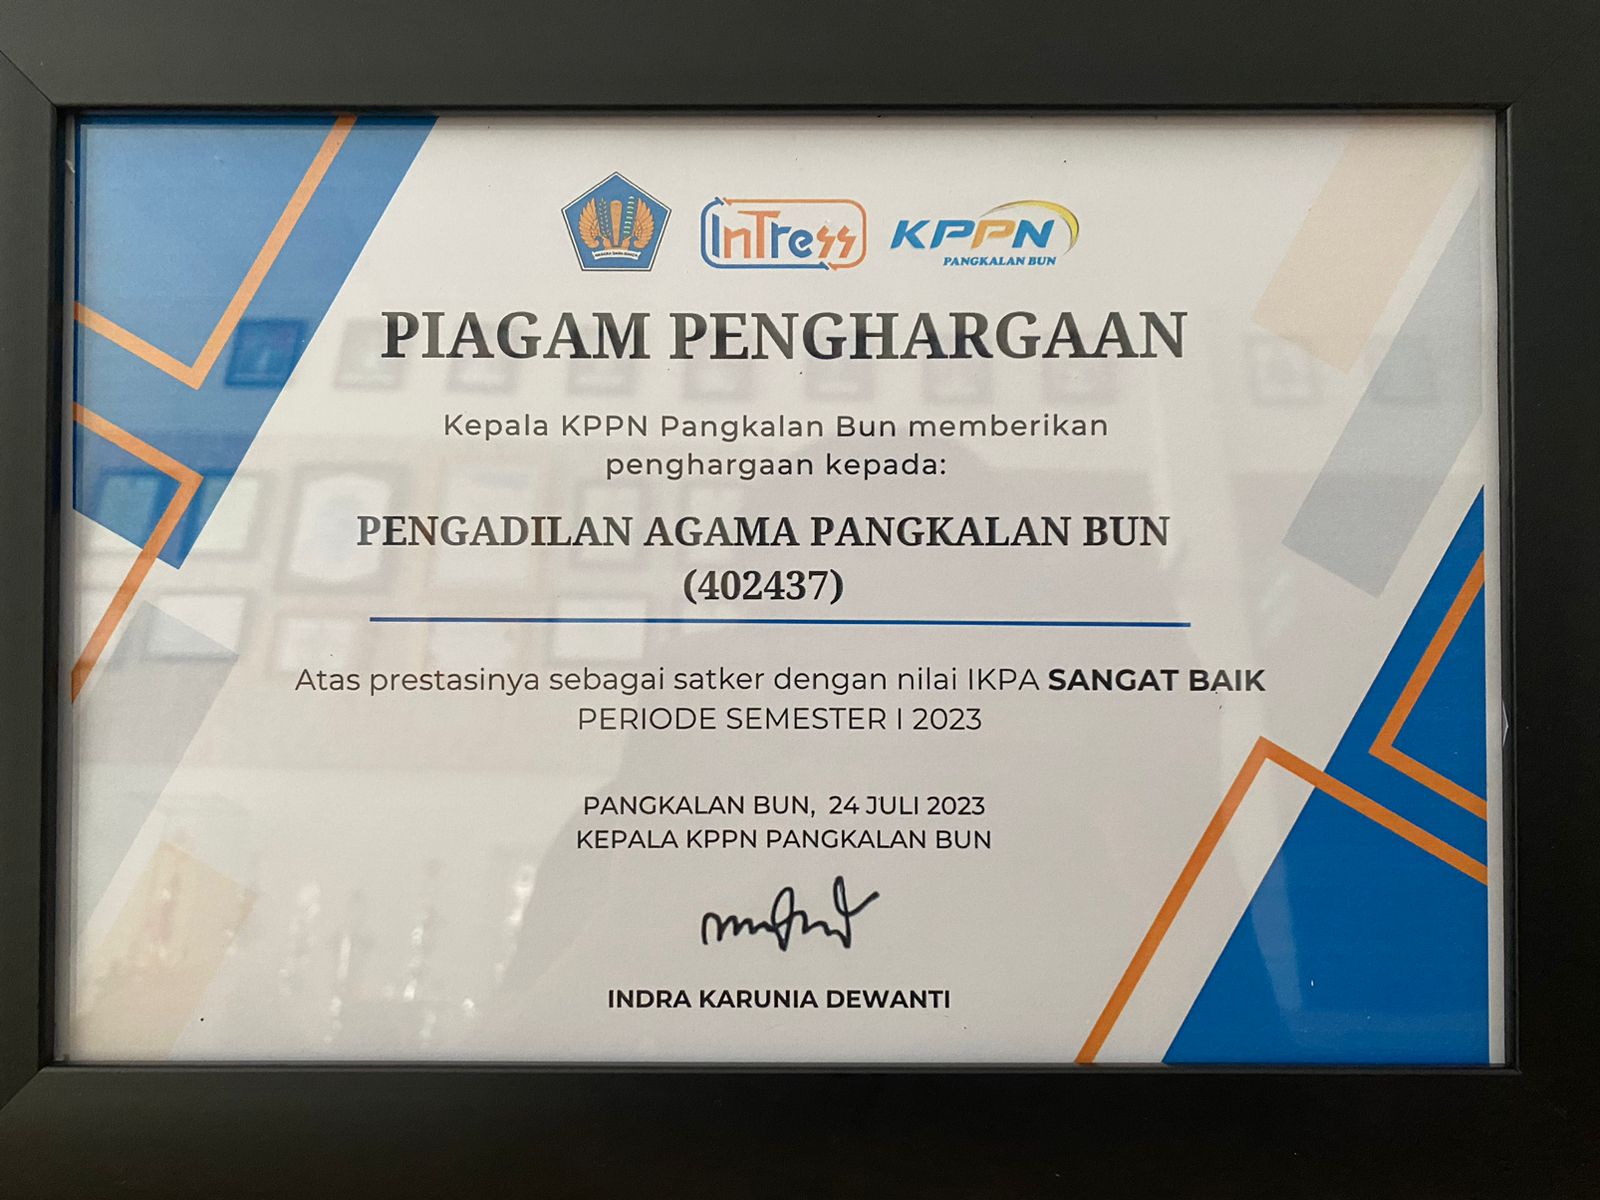 InTress
KPPN
PANGKALAN BUN
PIAGAM PENGHARGAAN
Kepala KPPN Pangkalan Bun memberikan
penghargaan kepada:
PENGADILAN AGAMA PANGKALAN BUN
(402437)
Atas prestasinya sebagai satker dengan nilai IKPA SANGAT BAIK
PERIODE SEMESTER I 2023
PANGKALAN BUN, 24 JULI 2023
KEPALA KPPN PANGKALAN BUN
INDRA KARUNIA DEWANTI